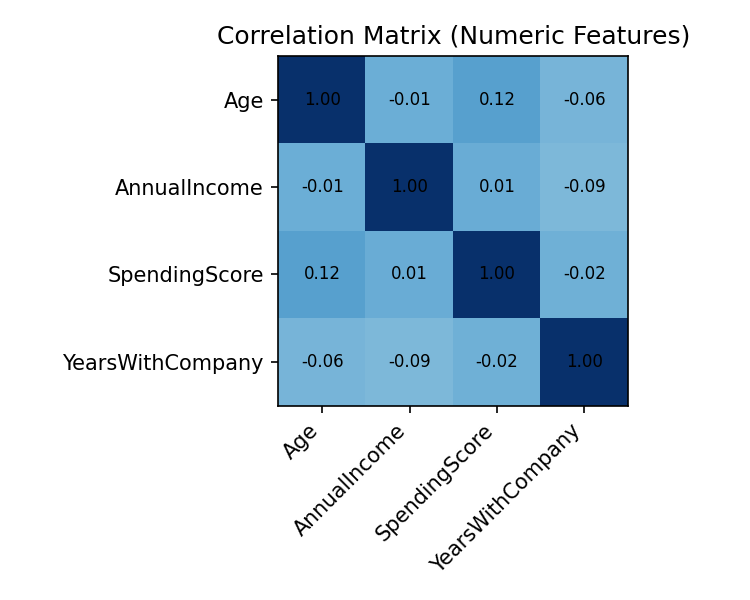 Correlation Matrix (Numeric Features)
Age 1.00 -0.01 0.12 -0.06
AnnualIncome -0.01 1.00 0.01 -0.09
SpendingScore 0.12 0.01 1.00 -0.02
YearsWithCompany -0.06 -0.09 -0.02 1.00
Age
AnnualIncome
SpendingScore
YearsWithCompany